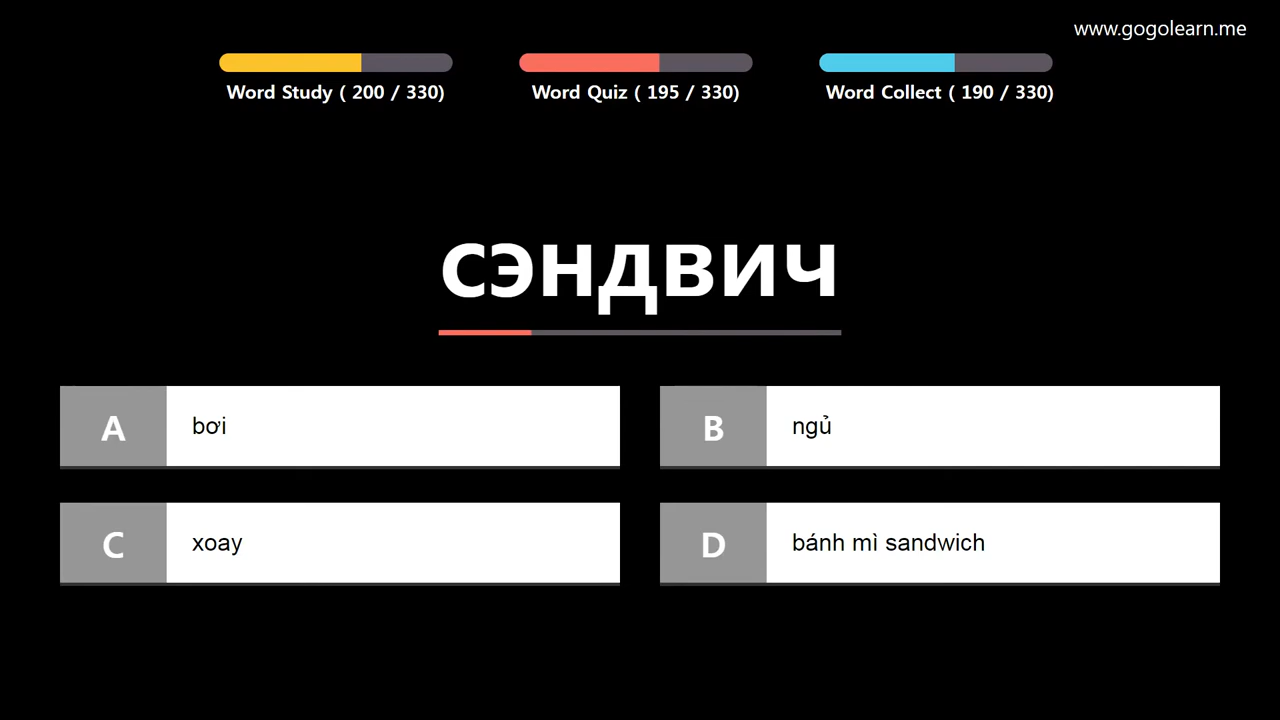 www.gogolearn.me
Word Study ( 200 / 330)
Word Quiz ( 195 / 330)
Word Collect ( 190 / 330)
сэндвич
A
bơi
B
ngủ
C
xoay
D
bánh mì sandwich